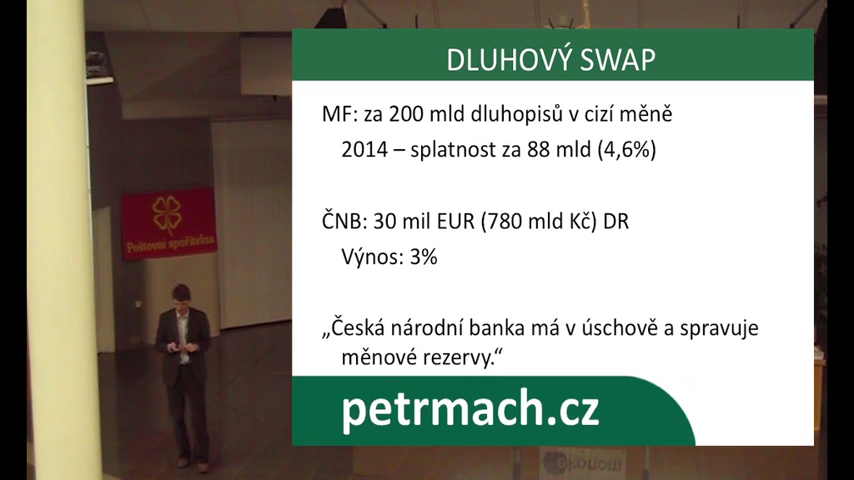 DLUHOVÝ SWAP
MF: za 200 mld dluhopisů v cizí měně
2014 – splatnost za 88 mld (4,6%)
ČNB: 30 mil EUR (780 mld Kč) DR
Výnos: 3%
„Česká národní banka má v úschově a spravuje
měnové rezervy.“
petrmach.cz
Poštovní spořitelna
ekonom